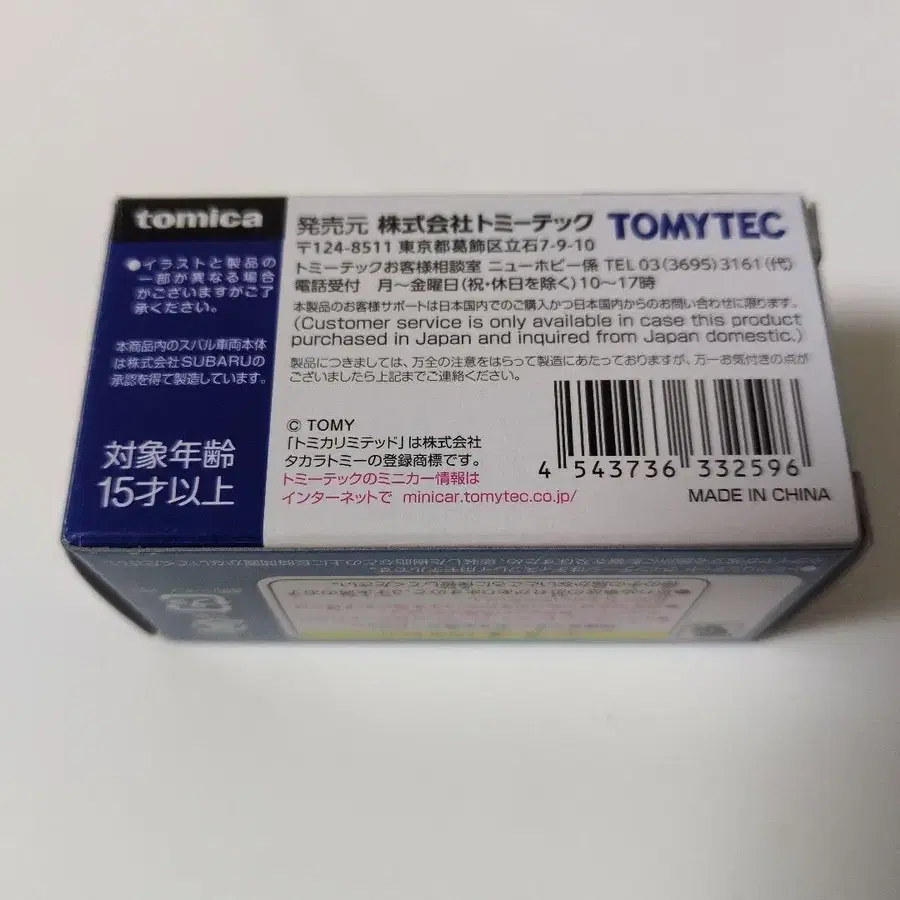 tomica
●イラストと製品の
一部が異なる場合
がございますがご了
承ください。
本商品内のスバル車両本体
は株式会社SUBARUの
承認を得て製造しています。
対象年齢
15才以上
発売元 株式会社トミーテック TOMYTEC
〒124-8511 東京都葛飾区立石7-9-10
トミーテックお客様相談室 ニューホビー係 TEL 03(3695)3161(代)
電話受付 月〜金曜日(祝・休日を除く)10〜17時
本製品のお客様サポートは日本国内でのご購入かつ日本国内からのお問い合わせに限ります。
(Customer service is only available in case this product
purchased in Japan and inquired from Japan domestic.)
製品につきましては、万全の注意をはらって製造にあたっておりますが、万一お気付きの点が
ございましたら上記までご連絡ください。
© TOMY
「トミカリミテッド」は株式会社
タカラトミーの登録商標です。
トミーテックのミニカー情報は
インターネットで minicar.tomytec.co.jp/
4 543736 332596
MADE IN CHINA